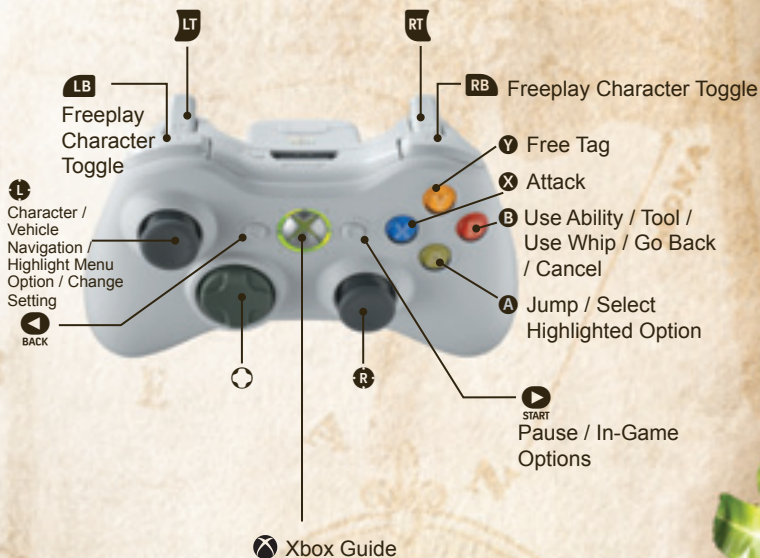 LT
RT
LB
Freeplay
Character
Toggle
RB Freeplay Character Toggle
Y Free Tag
X Attack
B Use Ability / Tool /
Use Whip / Go Back
/ Cancel
A Jump / Select
Highlighted Option
L
Character /
Vehicle
Navigation /
Highlight Menu
Option / Change
Setting
BACK
R
START
Pause / In-Game
Options
Xbox Guide